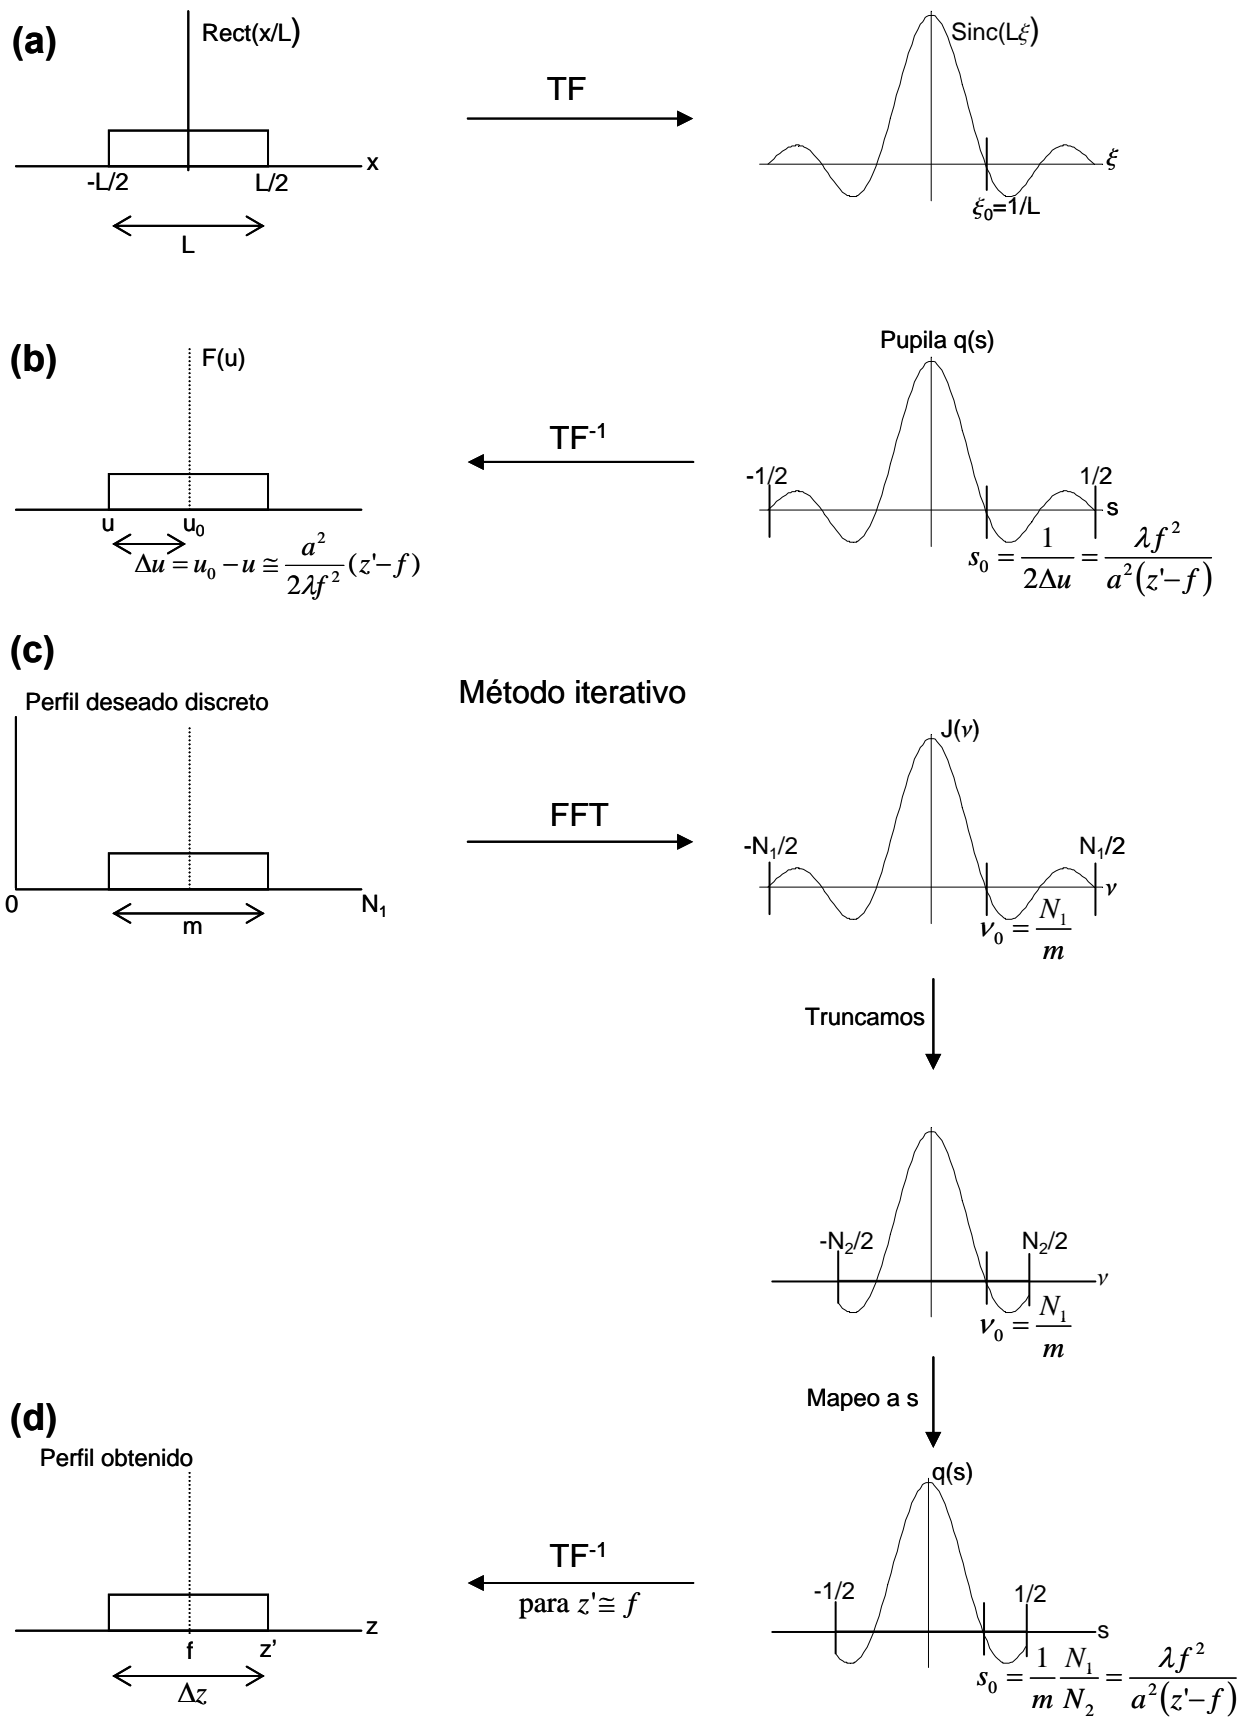 (a)
Rect(x/L)
x
-L/2
L/2
L
TF
Sinc(Lξ)
ξ
ξ₀=1/L
(b)
F(u)
u
u₀
Δu = u₀ − u ≅ a²/2λf² (z'−f)
TF⁻¹
Pupila q(s)
-1/2
1/2
s
s₀ = 1/2Δu = λf²/a²(z'−f)
(c)
Perfil deseado discreto
0
N₁
m
Método iterativo
FFT
J(ν)
-N₁/2
N₁/2
ν
ν₀ = N₁/m
Truncamos
-N₂/2
N₂/2
ν
ν₀ = N₁/m
Mapeo a s
(d)
Perfil obtenido
z
f
z'
Δz
TF⁻¹
para z' ≅ f
q(s)
-1/2
1/2
s
s₀ = 1/m N₁/N₂ = λf²/a²(z'−f)